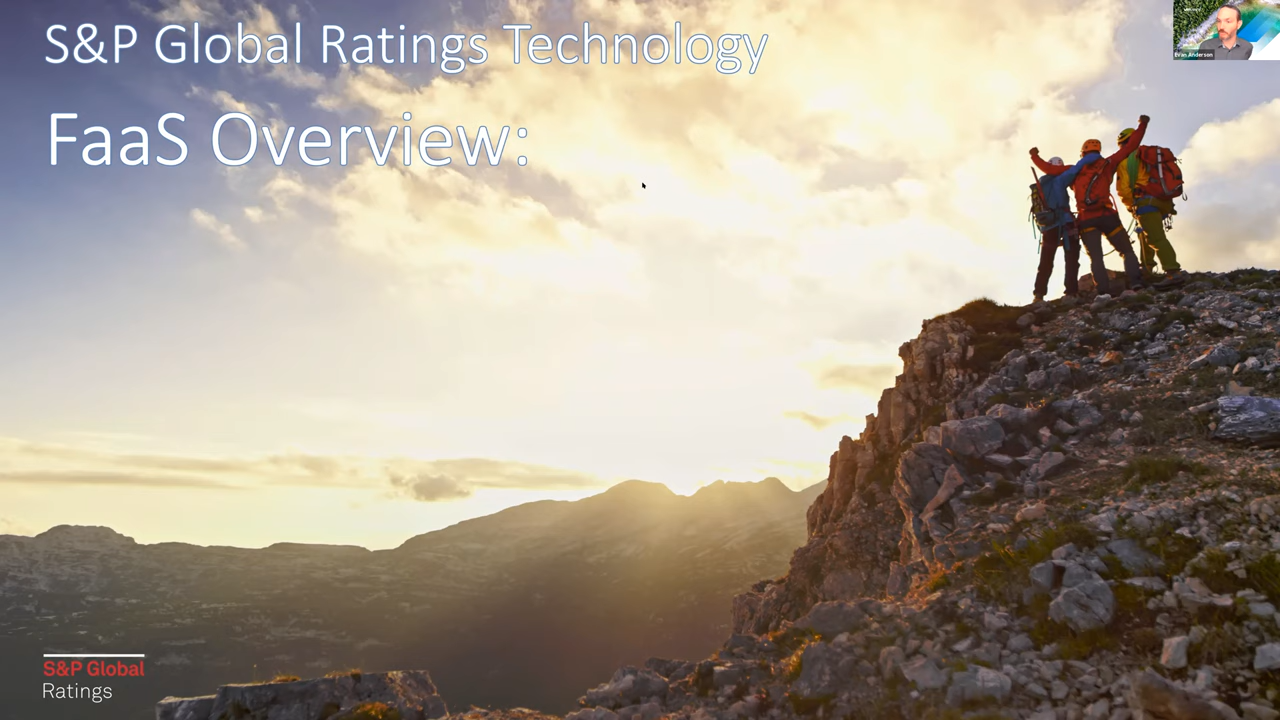 S&P Global Ratings Technology
FaaS Overview:
Evan Anderson
S&P Global
Ratings